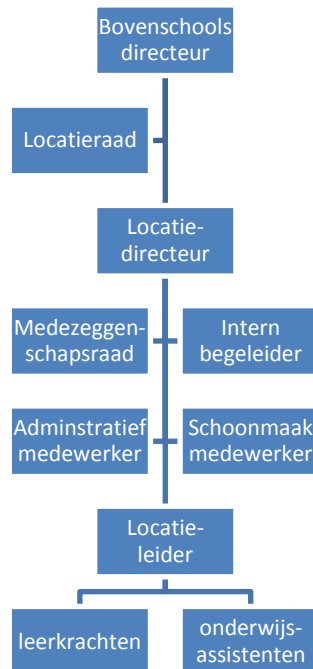 Bovenschools
directeur
Locatieraad
Locatie-
directeur
Medezeggen-
schapsraad
Intern
begeleider
Adminstratief
medewerker
Schoonmaak
medewerker
Locatie-
leider
leerkrachten
onderwijs-
assistenten